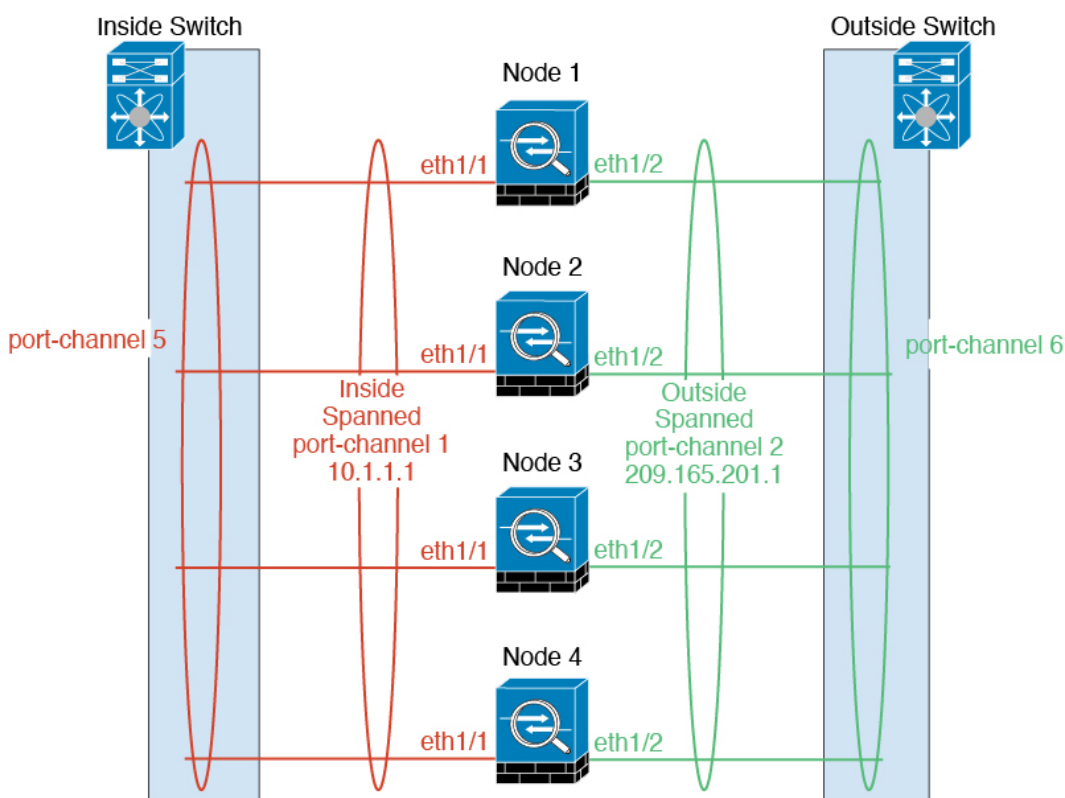 Inside Switch
Outside Switch
Node 1
eth1/1
eth1/2
Node 2
port-channel 5
eth1/1
eth1/2
port-channel 6
Inside
Spanned
port-channel 1
10.1.1.1
Outside
Spanned
port-channel 2
209.165.201.1
Node 3
eth1/1
eth1/2
Node 4
eth1/1
eth1/2